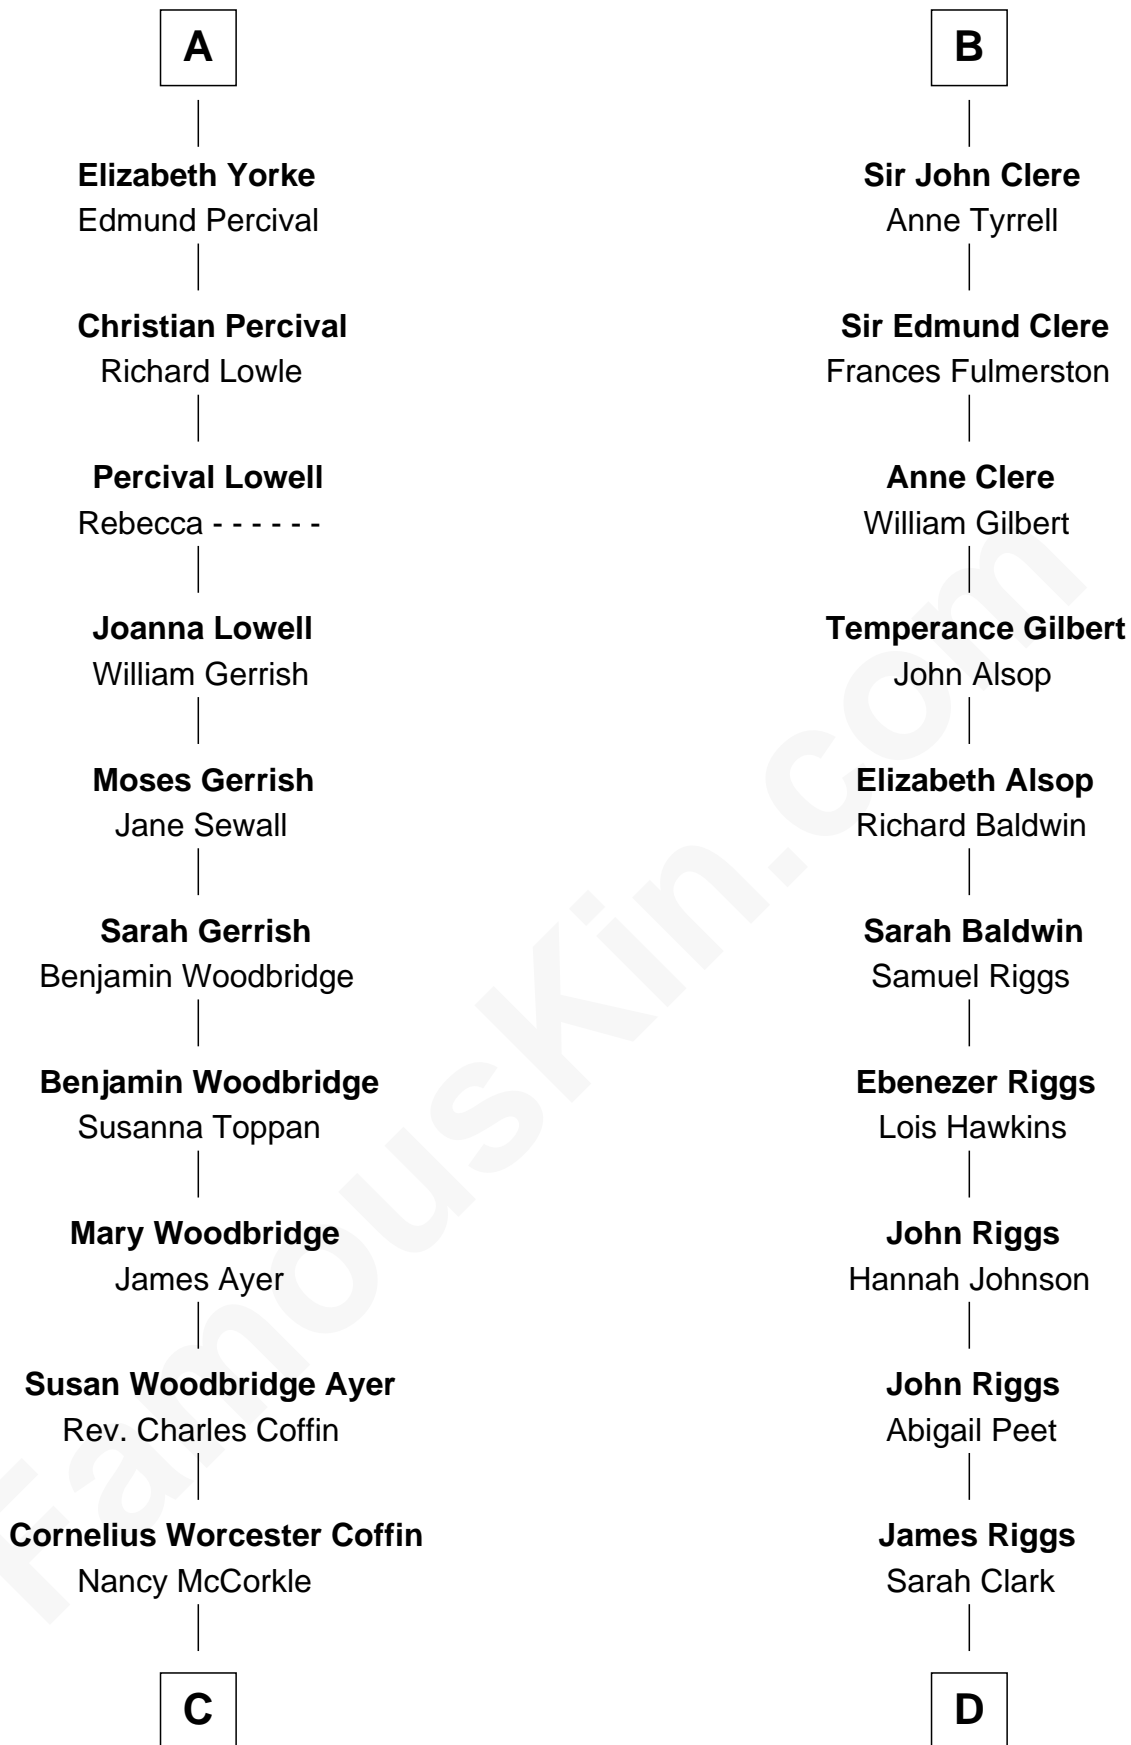 A
Elizabeth Yorke
Edmund Percival
Christian Percival
Richard Lowle
Percival Lowell
Rebecca - - - - - -
Joanna Lowell
William Gerrish
Moses Gerrish
Jane Sewall
Sarah Gerrish
Benjamin Woodbridge
Benjamin Woodbridge
Susanna Toppan
Mary Woodbridge
James Ayer
Susan Woodbridge Ayer
Rev. Charles Coffin
Cornelius Worcester Coffin
Nancy McCorkle
C
B
Sir John Clere
Anne Tyrrell
Sir Edmund Clere
Frances Fulmerston
Anne Clere
William Gilbert
Temperance Gilbert
John Alsop
Elizabeth Alsop
Richard Baldwin
Sarah Baldwin
Samuel Riggs
Ebenezer Riggs
Lois Hawkins
John Riggs
Hannah Johnson
John Riggs
Abigail Peet
James Riggs
Sarah Clark
D
FamousKin.com